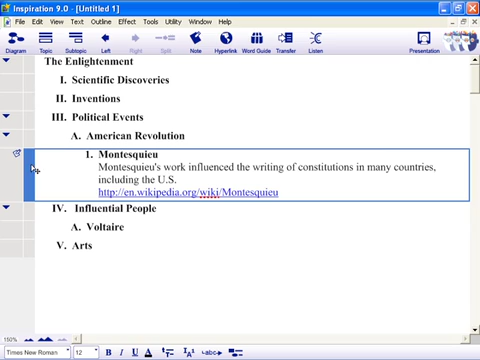 Inspiration 9.0 - [Untitled 1]
File Edit View Text Outline Effect Tools Utility Window Help
Diagram Topic Subtopic Left Right Split Note Hyperlink Word Guide Transfer Listen Presentation
The Enlightenment
I. Scientific Discoveries
II. Inventions
III. Political Events
A. American Revolution
1. Montesquieu
Montesquieu's work influenced the writing of constitutions in many countries,
including the U.S.
http://en.wikipedia.org/wiki/Montesquieu
IV. Influential People
A. Voltaire
V. Arts
150%
Times New Roman 12 B I U A